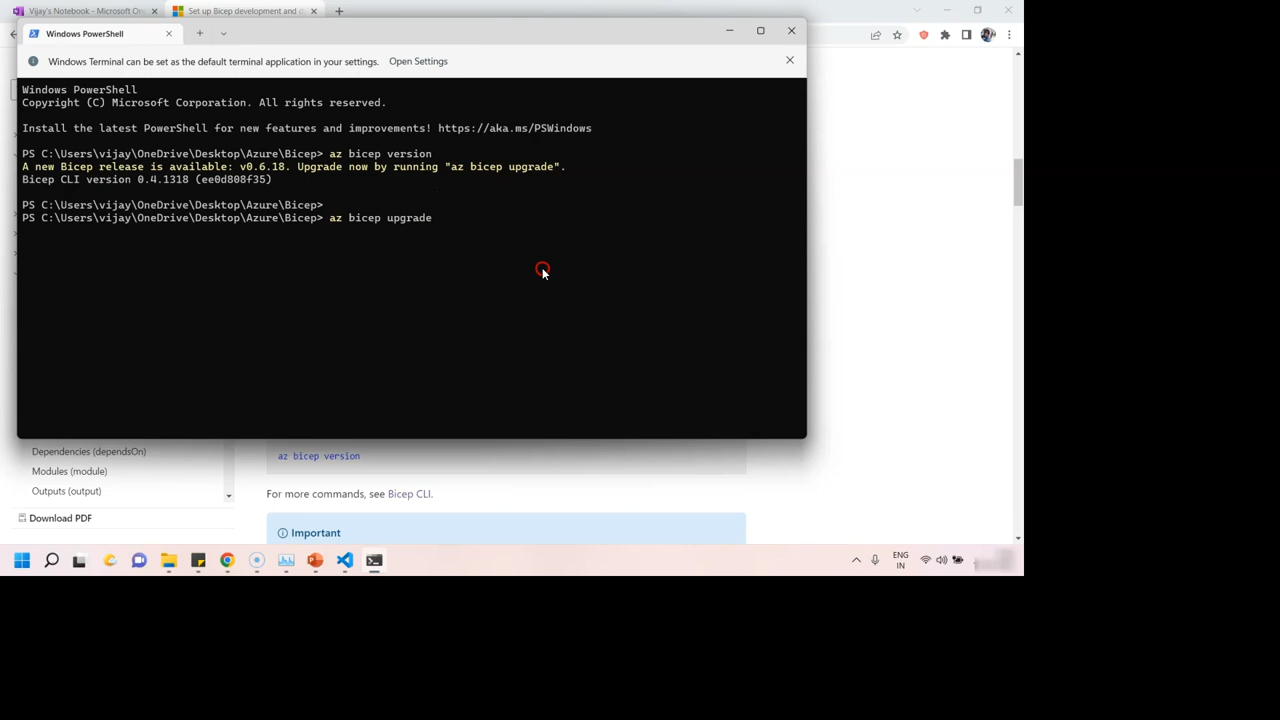 Vijay's Notebook - Microsoft On
Set up Bicep development and d
Windows PowerShell
Windows Terminal can be set as the default terminal application in your settings. Open Settings
Windows PowerShell
Copyright (C) Microsoft Corporation. All rights reserved.
Install the latest PowerShell for new features and improvements! https://aka.ms/PSWindows
PS C:\Users\vijay\OneDrive\Desktop\Azure\Bicep> az bicep version
A new Bicep release is available: v0.6.18. Upgrade now by running "az bicep upgrade".
Bicep CLI version 0.4.1318 (ee0d808f35)
PS C:\Users\vijay\OneDrive\Desktop\Azure\Bicep>
PS C:\Users\vijay\OneDrive\Desktop\Azure\Bicep> az bicep upgrade
Dependencies (dependsOn)
Modules (module)
Outputs (output)
Download PDF
az bicep version
For more commands, see Bicep CLI.
Important
ENG
IN